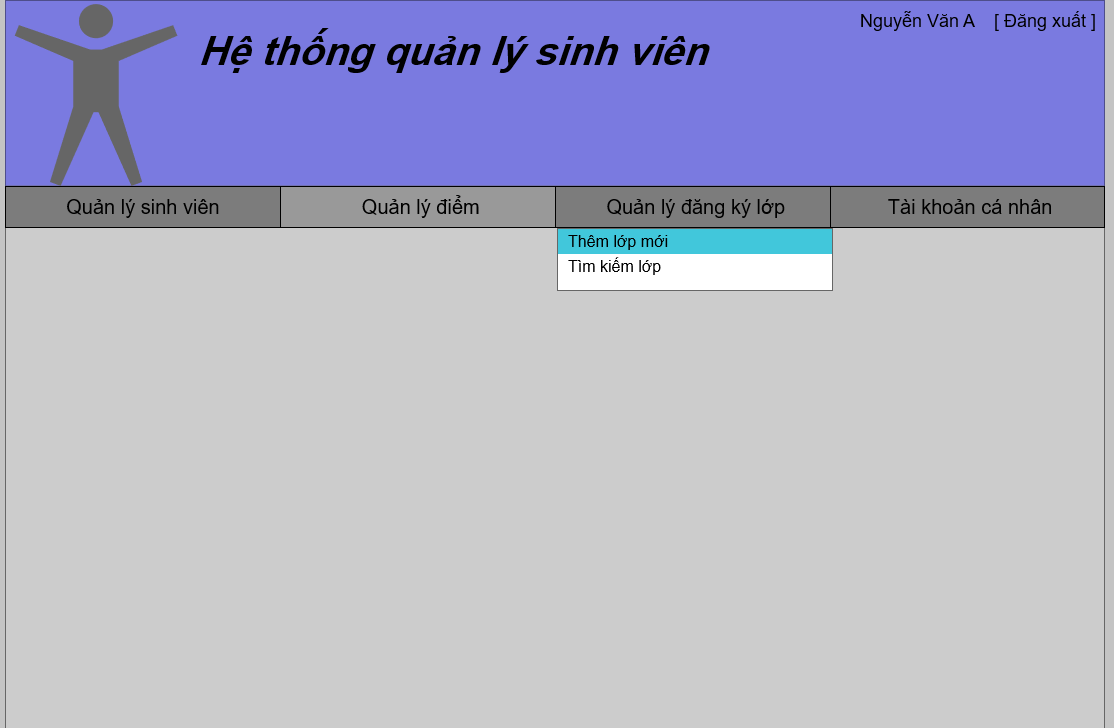 Nguyễn Văn A [ Đăng xuất ]
Hệ thống quản lý sinh viên
Quản lý sinh viên
Quản lý điểm
Quản lý đăng ký lớp
Tài khoản cá nhân
Thêm lớp mới
Tìm kiếm lớp